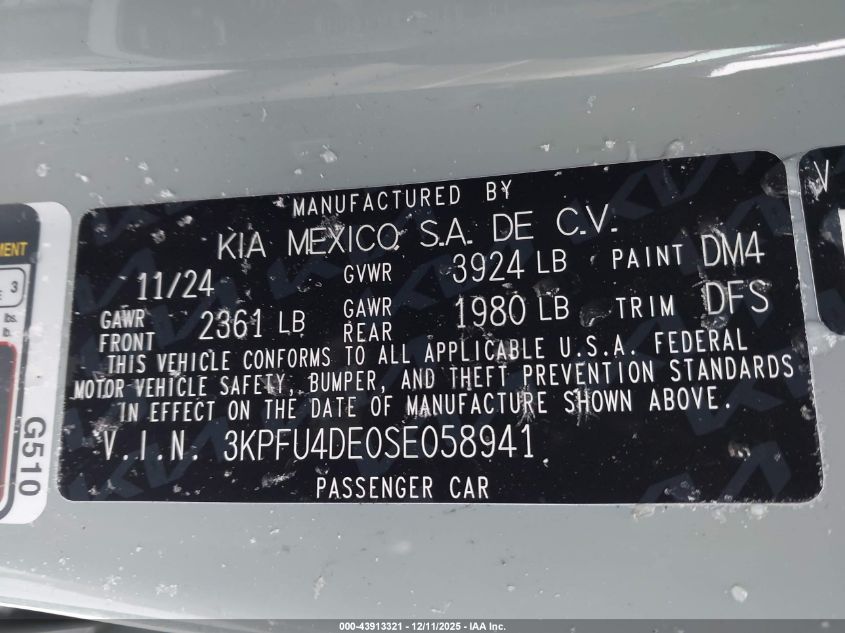 MANUFACTURED BY
KIA MEXICO S.A. DE C.V.
11/24 GVWR 3924 LB PAINT DM4
GAWR FRONT 2361 LB GAWR REAR 1980 LB TRIM DFS
THIS VEHICLE CONFORMS TO ALL APPLICABLE U.S.A. FEDERAL
MOTOR VEHICLE SAFETY, BUMPER, AND THEFT PREVENTION STANDARDS
IN EFFECT ON THE DATE OF MANUFACTURE SHOWN ABOVE.
V.I.N. 3KPFU4DE0SE058941
PASSENGER CAR
3
lbs.
G510
V
000-43913321 - 12/11/2025 - IAA Inc.